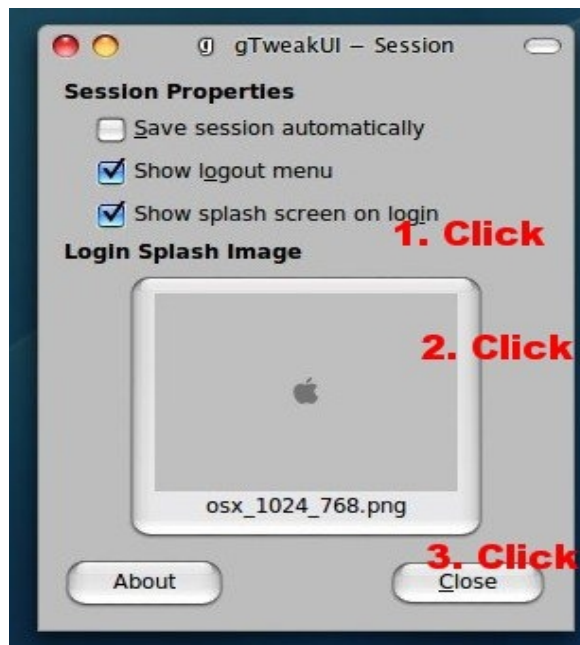 gTweakUI – Session
Session Properties
Save session automatically
Show logout menu
Show splash screen on login
1. Click
Login Splash Image
2. Click
osx_1024_768.png
3. Click
About
Close